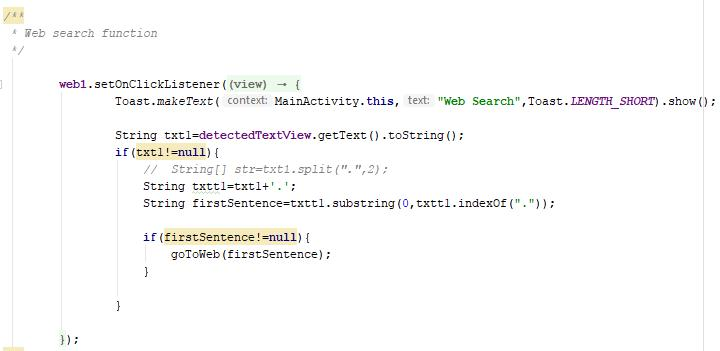 /**
 * Web search function
 */
web1.setOnClickListener((view) → {
Toast.makeText( context: MainActivity.this, text: "Web Search",Toast.LENGTH_SHORT).show();
String txt1=detectedTextView.getText().toString();
if(txt1!=null){
//  String[] str=txt1.split(".",2);
String txtt1=txt1+'.';
String firstSentence=txtt1.substring(0,txtt1.indexOf("."));
if(firstSentence!=null){
goToWeb(firstSentence);
}
}
});